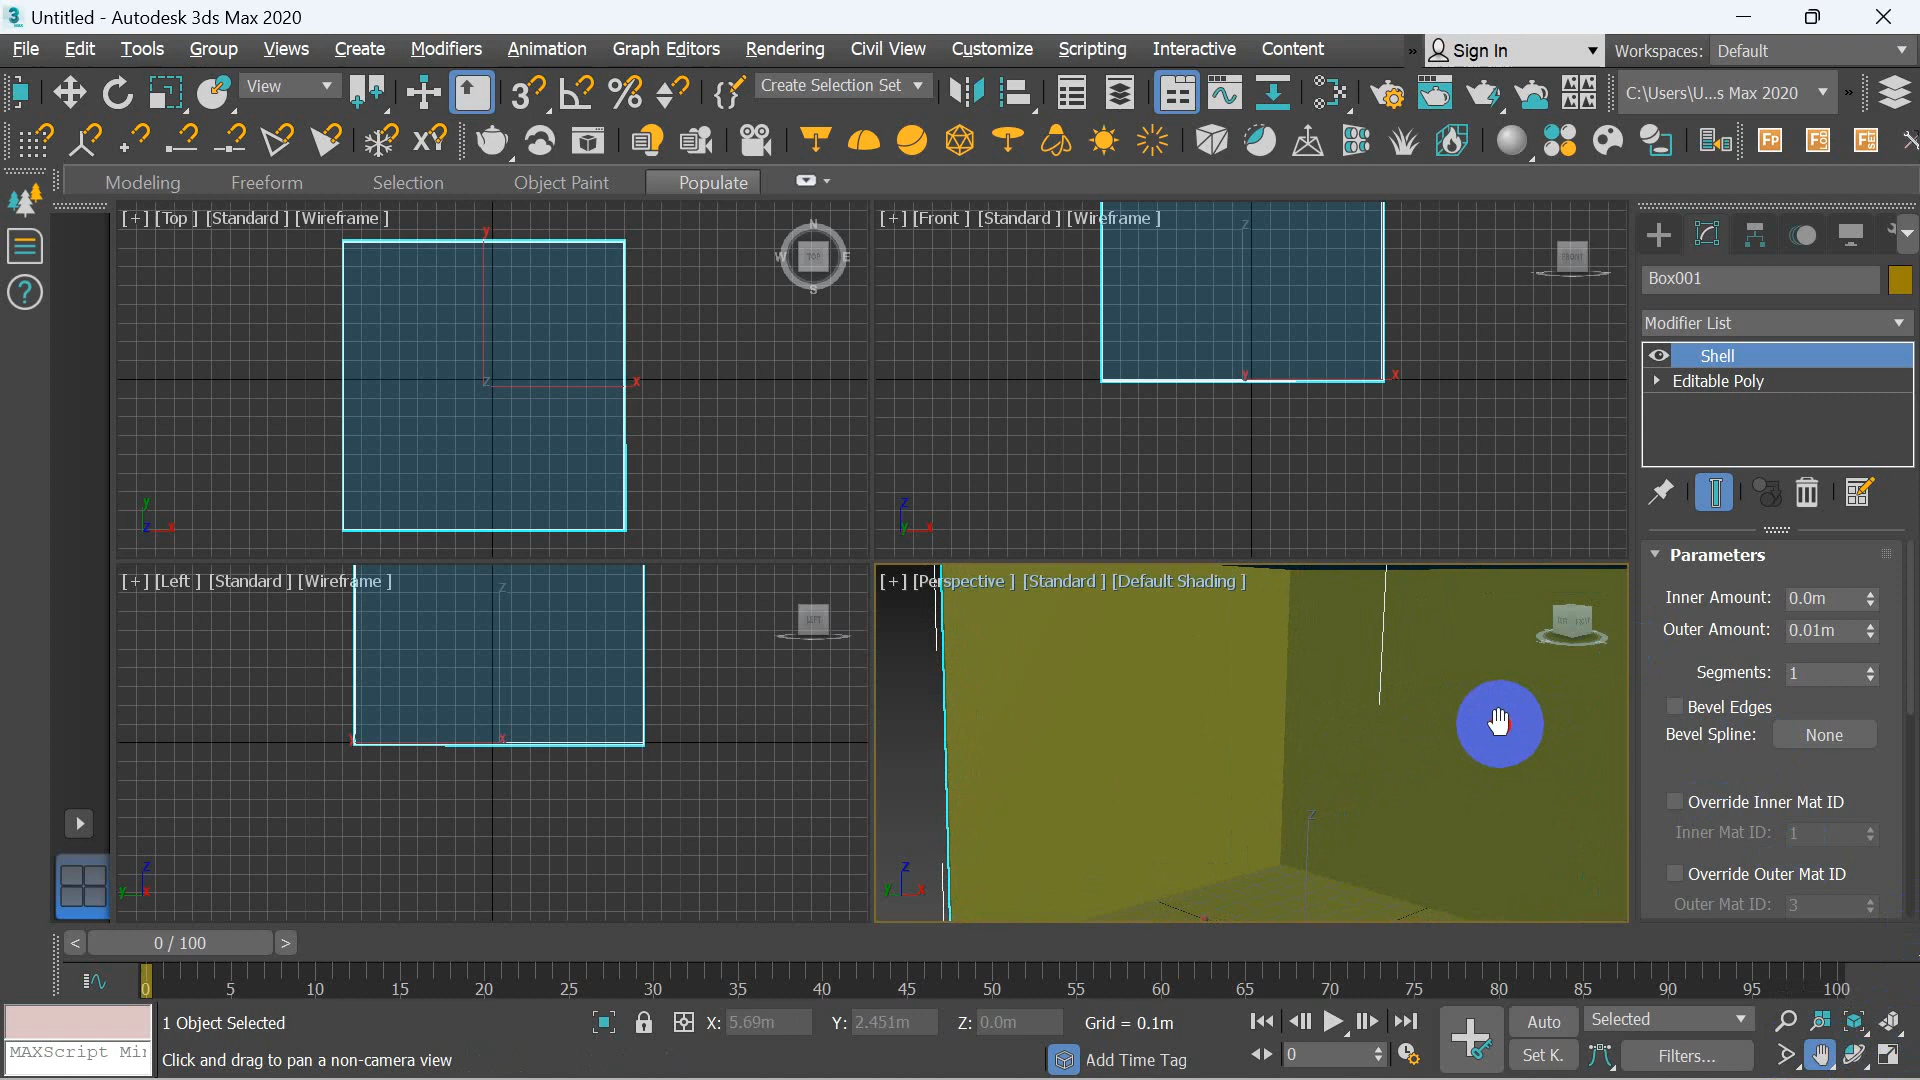 3 Untitled - Autodesk 3ds Max 2020
File Edit Tools Group Views Create Modifiers Animation Graph Editors Rendering Civil View Customize Scripting Interactive Content » Sign In Workspaces: Default
View Create Selection Set C:\Users\U...s Max 2020 »
Modeling Freeform Selection Object Paint Populate
[+] [Top ] [Standard ] [Wireframe ]
[+] [Front ] [Standard ] [Wireframe ]
N
W TOP E
S
FRONT
Box001
Modifier List
Shell
Editable Poly
[+] [Left ] [Standard ] [Wireframe ]
[+] [Perspective ] [Standard ] [Default Shading ]
LEFT
Parameters
Inner Amount: 0.0m
Outer Amount: 0.01m
Segments: 1
Bevel Edges
Bevel Spline: None
Override Inner Mat ID
Inner Mat ID: 1
Override Outer Mat ID
Outer Mat ID: 3
< 0 / 100 >
0 5 10 15 20 25 30 35 40 45 50 55 60 65 70 75 80 85 90 95 100
1 Object Selected X: 5.69m Y: 2.451m Z: 0.0m Grid = 0.1m Auto Selected
MAXScript Mi Click and drag to pan a non-camera view Add Time Tag 0 Set K. Filters...